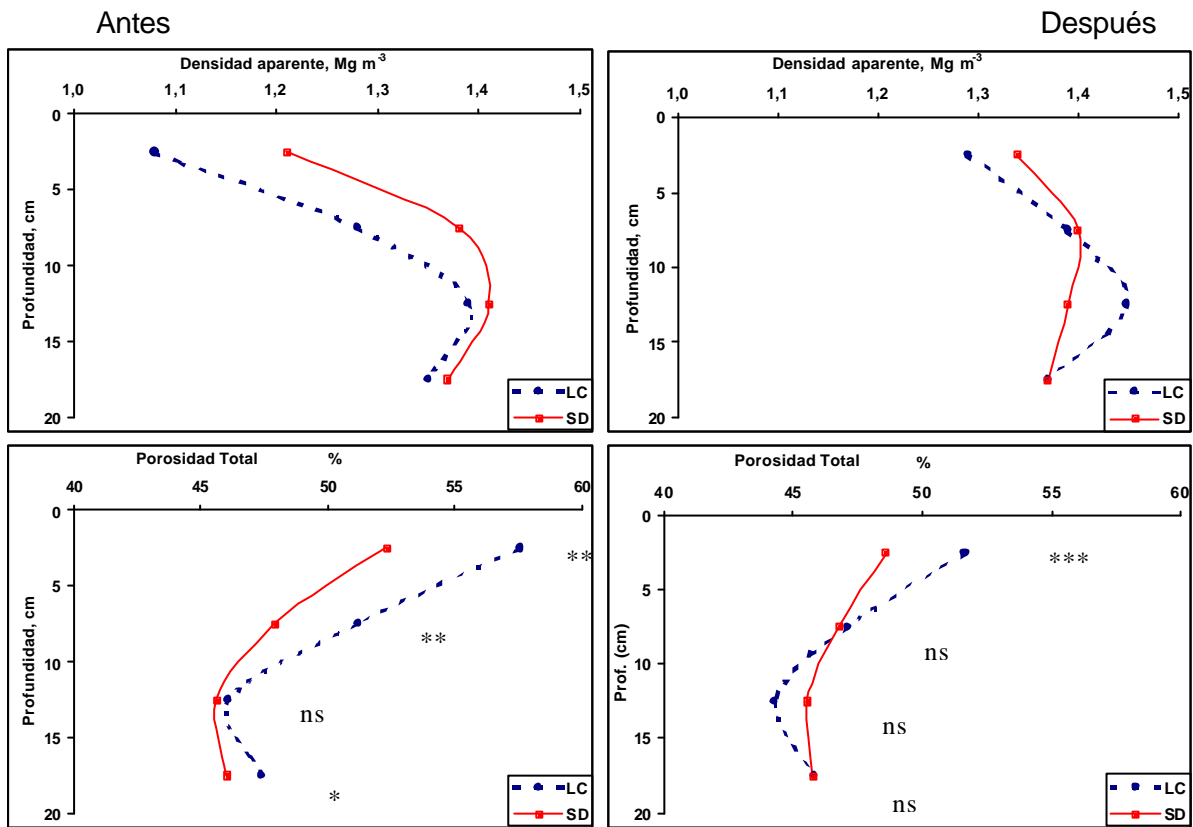 Antes
Después
Densidad aparente, Mg m-3
1,0 1,1 1,2 1,3 1,4 1,5
0
5
10
15
20
Profundidad, cm
LC
SD
Densidad aparente, Mg m-3
1,0 1,1 1,2 1,3 1,4 1,5
0
5
10
15
20
Profundidad, cm
LC
SD
Porosidad Total %
40 45 50 55 60
0
5
10
15
20
Profundidad, cm
**
**
ns
*
LC
SD
Porosidad Total %
40 45 50 55 60
0
5
10
15
20
Prof. (cm)
***
ns
ns
ns
LC
SD